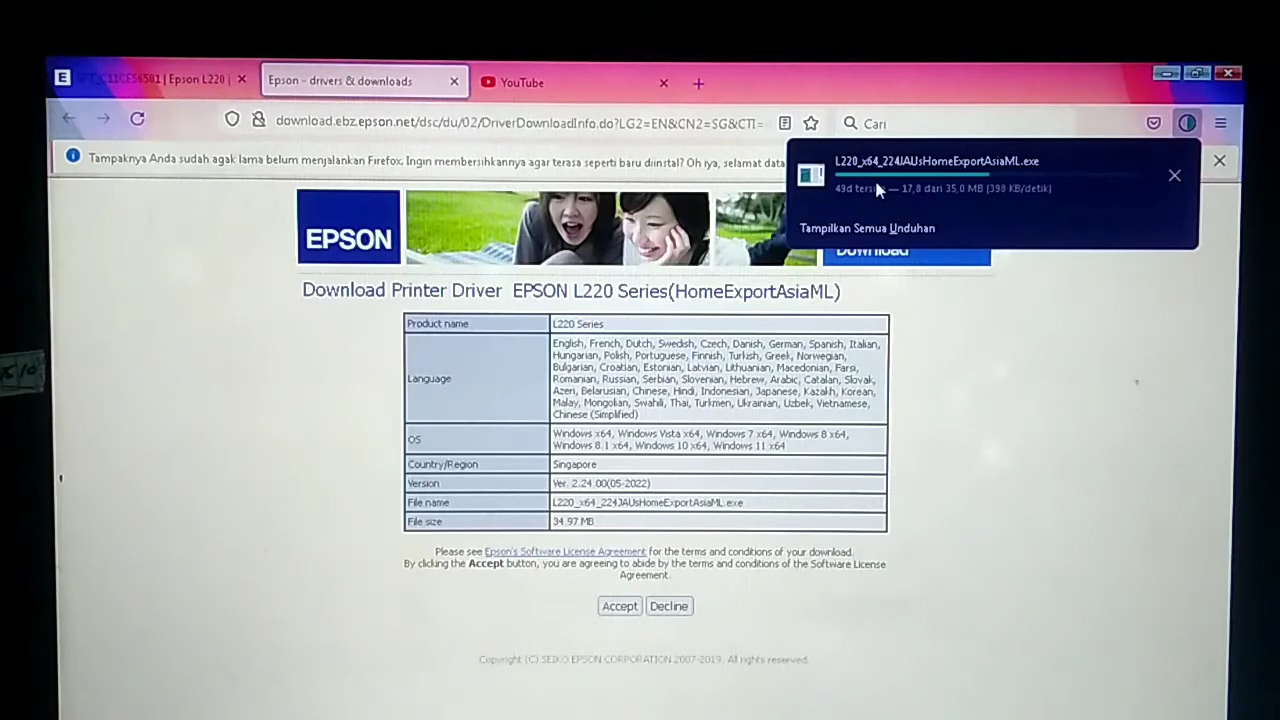 C11CE56501 | Epson L220 |
Epson - drivers & downloads
YouTube
download.ebz.epson.net/dsc/du/02/DriverDownloadInfo.do?LG2=EN&CN2=SG&CTI=
Cari
Tampaknya Anda sudah agak lama belum menjalankan Firefox. Ingin membersihkannya agar terasa seperti baru diinstal? Oh iya, selamat data
L220_x64_224JAUsHomeExportAsiaML.exe
49d — 17,8 dari 35,0 MB (398 KB/detik)
Tampilkan Semua Unduhan
EPSON
Download
Download Printer Driver EPSON L220 Series(HomeExportAsiaML)
Product name L220 Series
Language English, French, Dutch, Swedish, Czech, Danish, German, Spanish, Italian,
Hungarian, Polish, Portuguese, Finnish, Turkish, Greek, Norwegian,
Bulgarian, Croatian, Estonian, Latvian, Lithuanian, Macedonian, Farsi,
Romanian, Russian, Serbian, Slovenian, Hebrew, Arabic, Catalan, Slovak,
Azeri, Belarusian, Chinese, Hindi, Indonesian, Japanese, Kazakh, Korean,
Malay, Mongolian, Swahili, Thai, Turkmen, Ukrainian, Uzbek, Vietnamese,
Chinese (Simplified)
OS Windows x64, Windows Vista x64, Windows 7 x64, Windows 8 x64,
Windows 8.1 x64, Windows 10 x64, Windows 11 x64
Country/Region Singapore
Version Ver. 2.24.00(05-2022)
File name L220_x64_224JAUsHomeExportAsiaML.exe
File size 34.97 MB
Please see Epson's Software License Agreement for the terms and conditions of your download.
By clicking the Accept button, you are agreeing to abide by the terms and conditions of the Software License
Agreement.
Accept Decline
Copyright (C) SEIKO EPSON CORPORATION 2007-2019. All rights reserved.